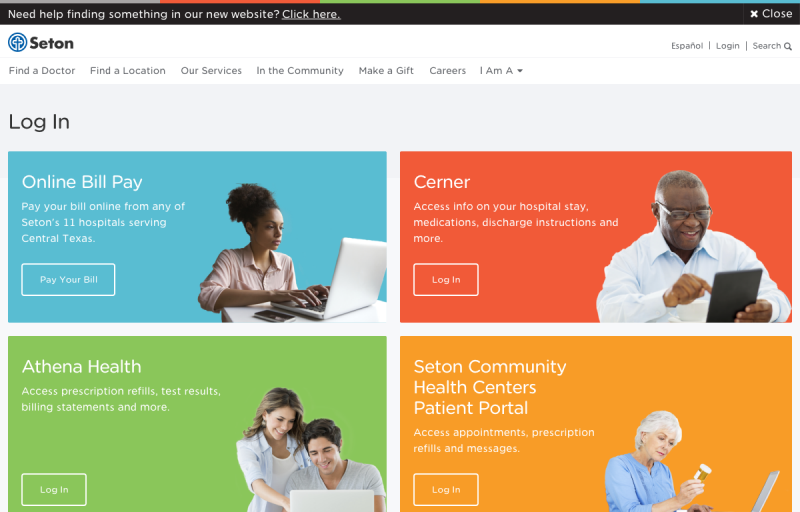 Need help finding something in our new website? Click here.
✖ Close
Seton
Español | Login | Search
Find a Doctor
Find a Location
Our Services
In the Community
Make a Gift
Careers
I Am A
Log In
Online Bill Pay
Pay your bill online from any of
Seton's 11 hospitals serving
Central Texas.
Pay Your Bill
Cerner
Access info on your hospital stay,
medications, discharge instructions and
more.
Log In
Athena Health
Access prescription refills, test results,
billing statements and more.
Log In
Seton Community
Health Centers
Patient Portal
Access appointments, prescription
refills and messages.
Log In